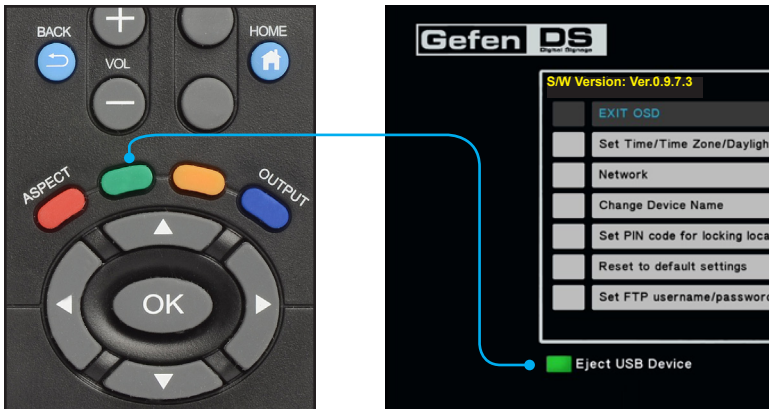 BACK
HOME
VOL
ASPECT
OUTPUT
OK
Gefen DS
Digital Signage
S/W Version: Ver.0.9.7.3
EXIT OSD
Set Time/Time Zone/Dayligh
Network
Change Device Name
Set PIN code for locking loca
Reset to default settings
Set FTP username/password
Eject USB Device